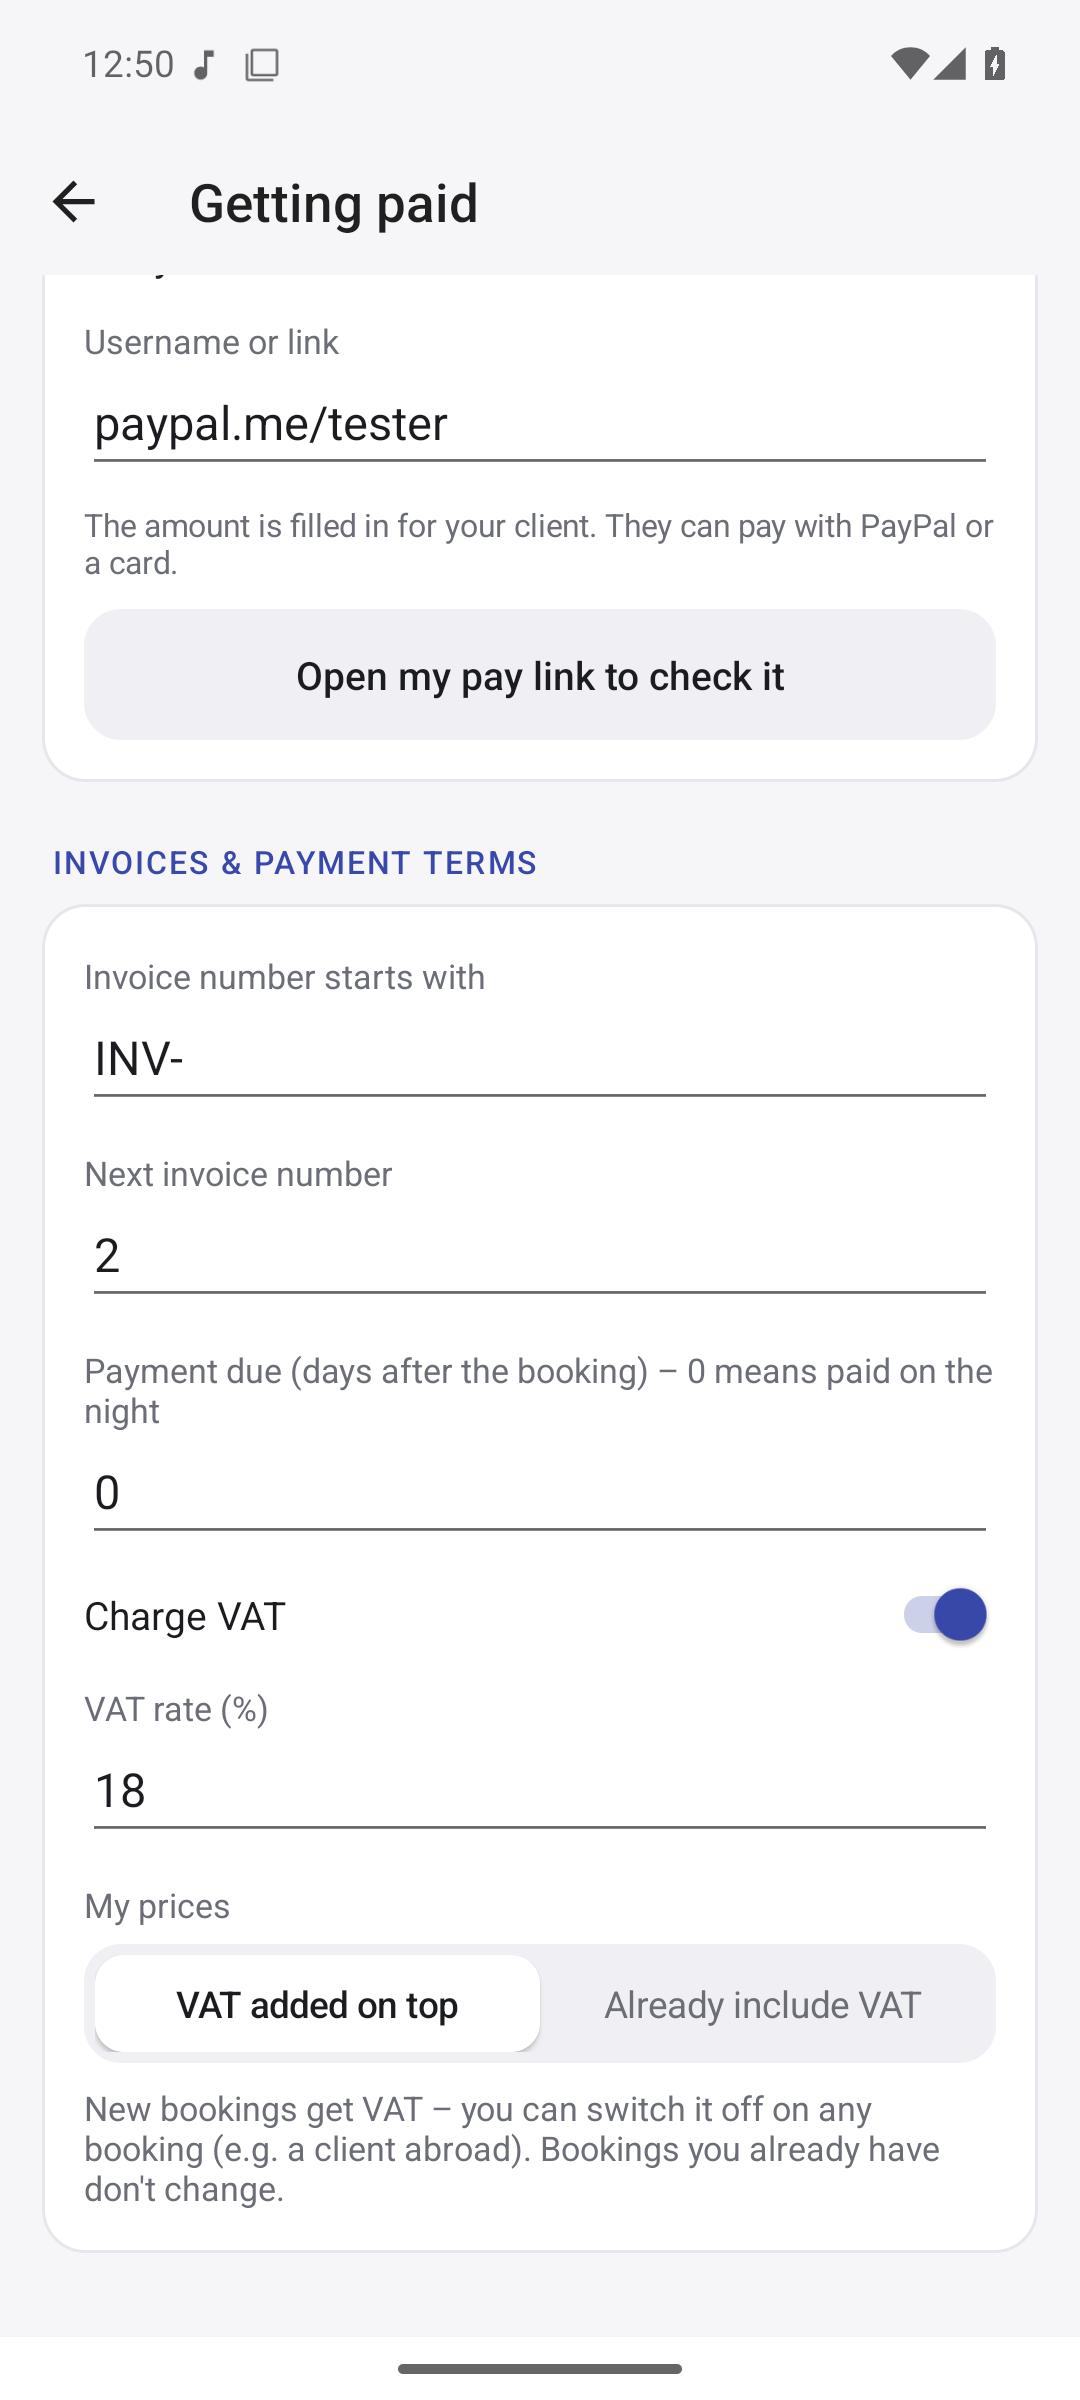 12:50
Getting paid
Username or link
paypal.me/tester
The amount is filled in for your client. They can pay with PayPal or
a card.
Open my pay link to check it
INVOICES & PAYMENT TERMS
Invoice number starts with
INV-
Next invoice number
2
Payment due (days after the booking) – 0 means paid on the
night
0
Charge VAT
VAT rate (%)
18
My prices
VAT added on top
Already include VAT
New bookings get VAT – you can switch it off on any
booking (e.g. a client abroad). Bookings you already have
don't change.